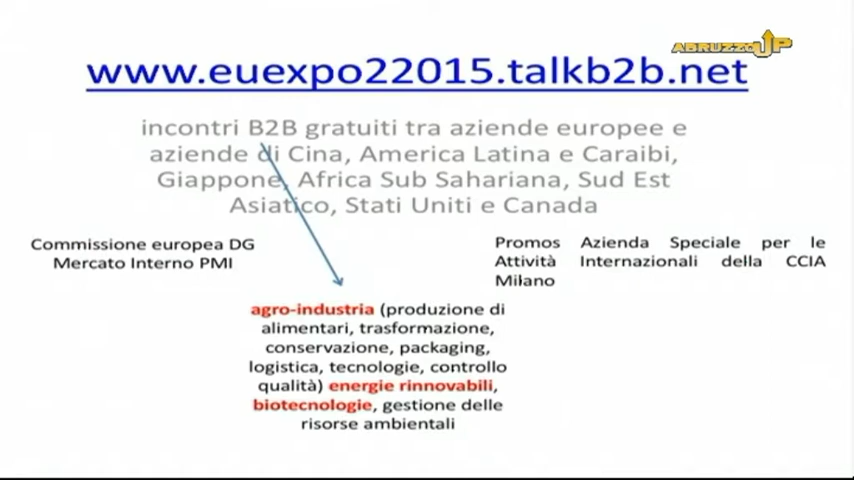 ABRUZZO UP
www.euexpo22015.talkb2b.net
incontri B2B gratuiti tra aziende europee e
aziende di Cina, America Latina e Caraibi,
Giappone, Africa Sub Sahariana, Sud Est
Asiatico, Stati Uniti e Canada
Commissione europea DG
Mercato Interno PMI
Promos Azienda Speciale per le
Attività Internazionali della CCIA
Milano
agro-industria (produzione di
alimentari, trasformazione,
conservazione, packaging,
logistica, tecnologie, controllo
qualità) energie rinnovabili,
biotecnologie, gestione delle
risorse ambientali